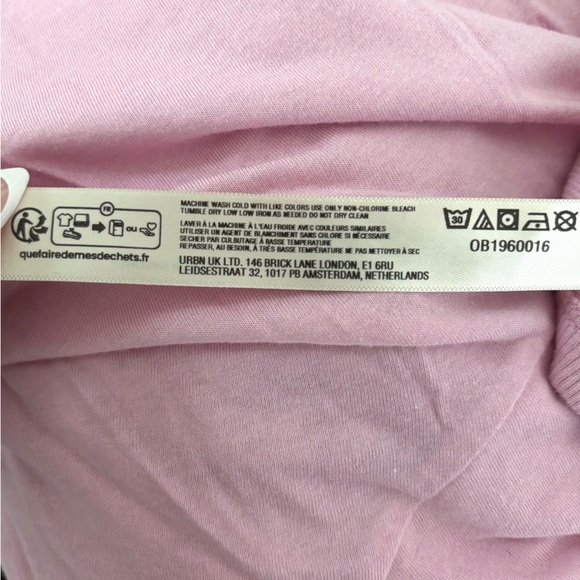 FR
OU
quefairedemesdechets.fr
MACHINE WASH COLD WITH LIKE COLORS USE ONLY NON-CHLORINE BLEACH
TUMBLE DRY LOW LOW IRON AS NEEDED DO NOT DRY CLEAN
LAVER À LA MACHINE À L'EAU FROIDE AVEC COULEURS SIMILAIRES
UTILISER UN AGENT DE BLANCHIMENT SANS CHLORE SI NÉCESSAIRE
SÉCHER PAR CULBUTAGE À BASSE TEMPÉRATURE
REPASSER, AU BESOIN, À TRÈS BASSE TEMPÉRATURE NE PAS NETTOYER À SEC
URBN UK LTD. 146 BRICK LANE LONDON, E1 6RU
LEIDSESTRAAT 32, 1017 PB AMSTERDAM, NETHERLANDS
30
OB1960016